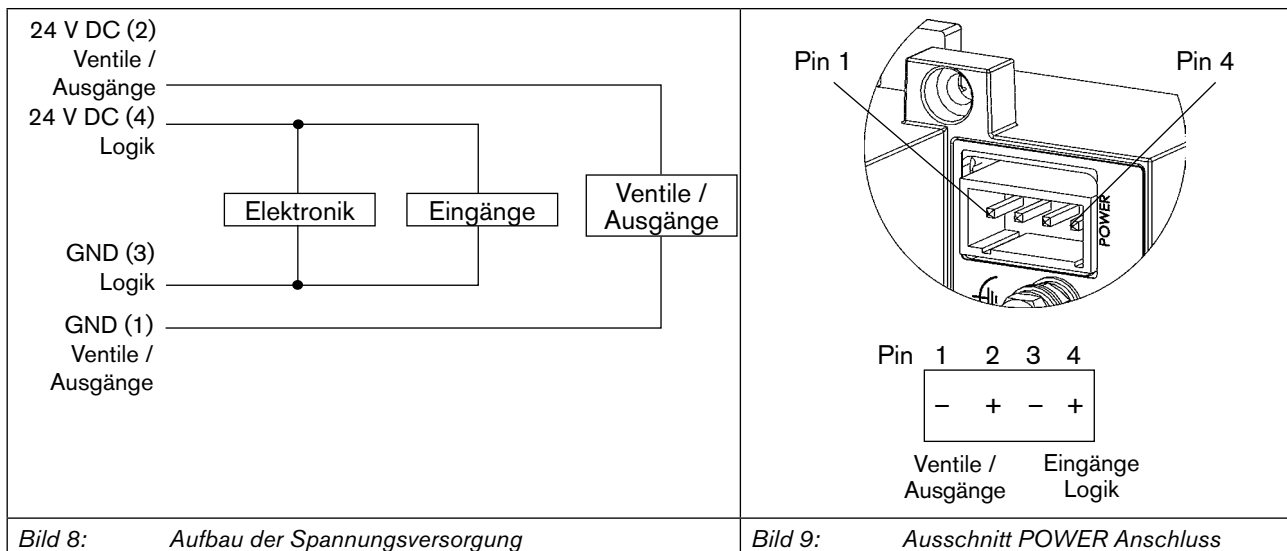 24 V DC (2)
Ventile /
Ausgänge
24 V DC (4)
Logik
Elektronik
Eingänge
Ventile /
Ausgänge
GND (3)
Logik
GND (1)
Ventile /
Ausgänge
Bild 8: Aufbau der Spannungsversorgung
Pin 1
Pin 4
POWER
Pin 1 2 3 4
– + – +
Ventile /
Ausgänge
Eingänge
Logik
Bild 9: Ausschnitt POWER Anschluss